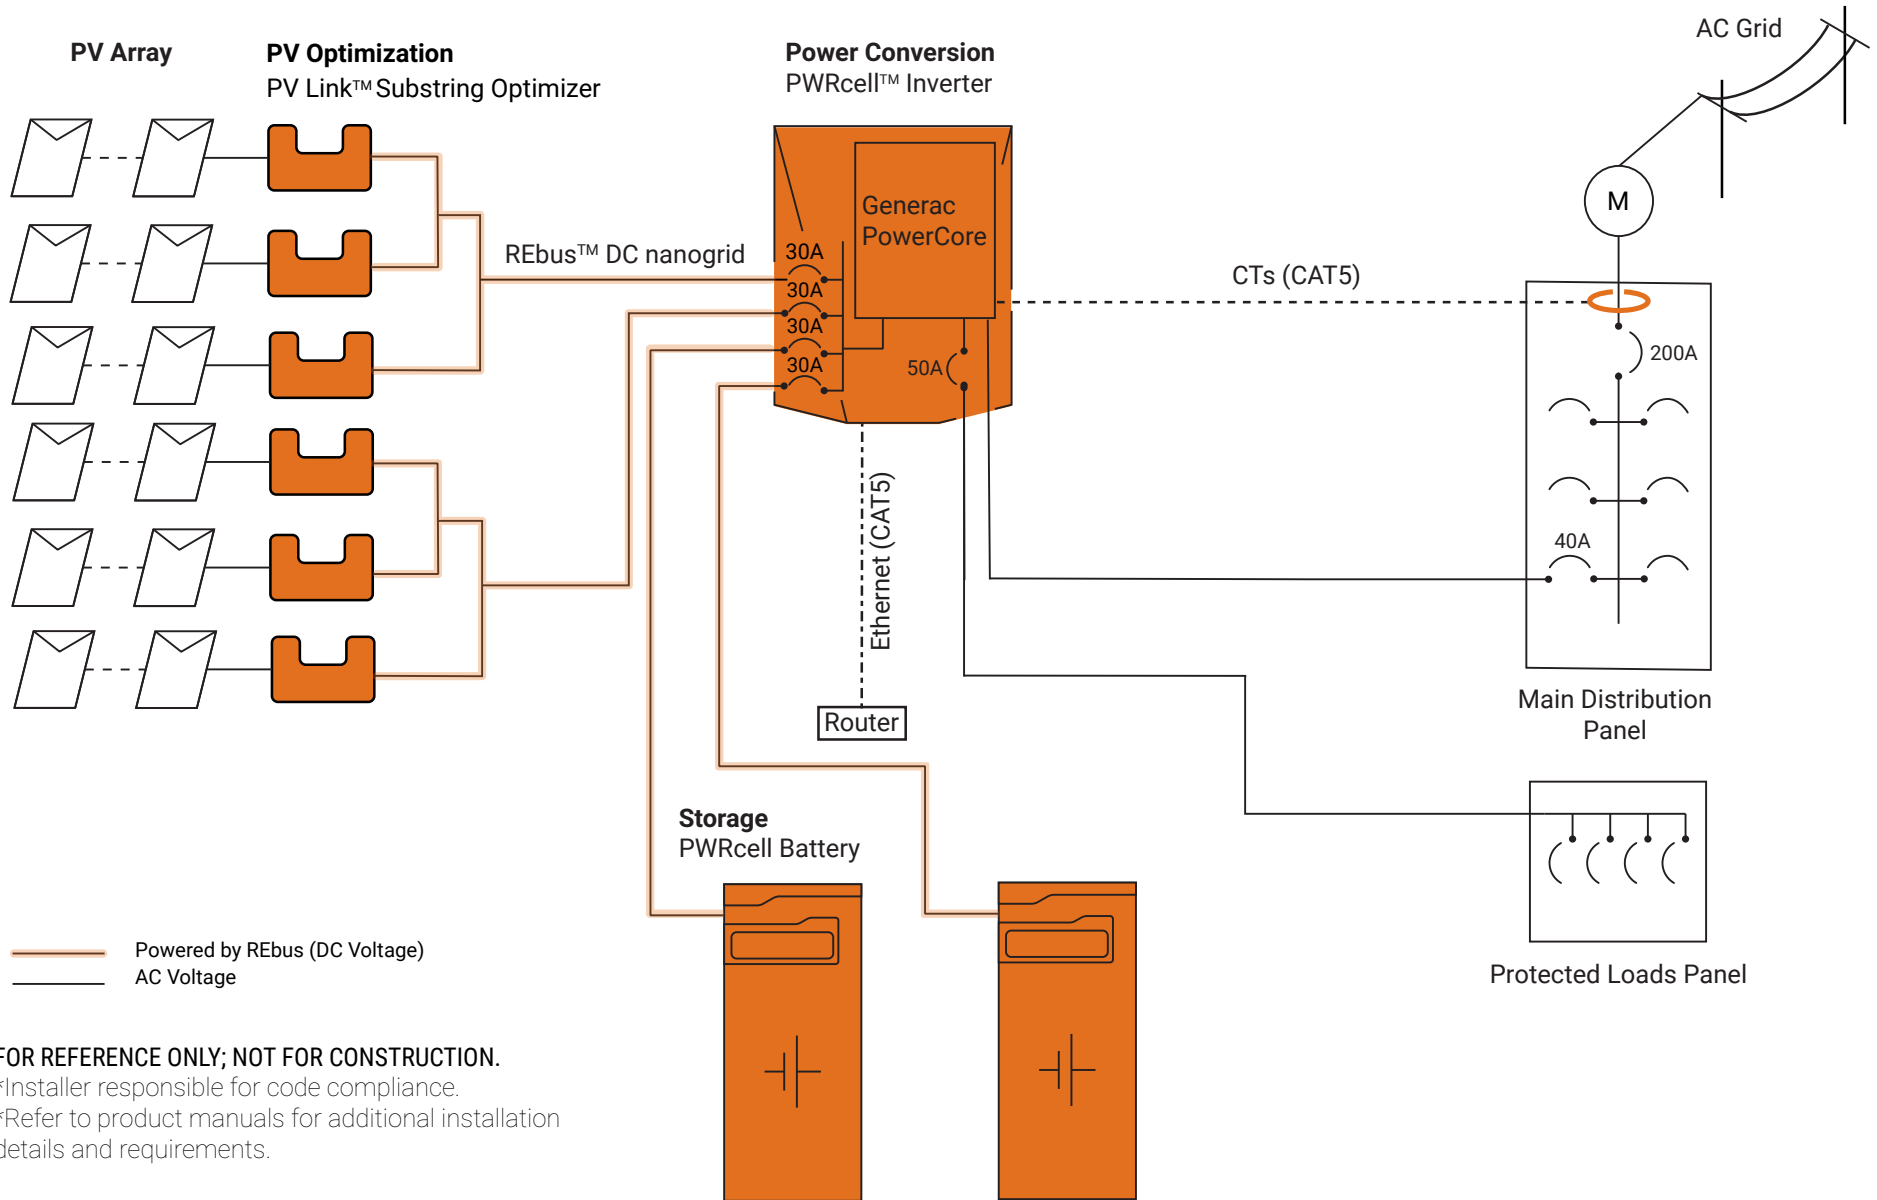 PV Array
PV Optimization
PV Link™ Substring Optimizer
Power Conversion
PWRcell™ Inverter
AC Grid
M
Generac
PowerCore
REbus™ DC nanogrid
30A
30A
30A
30A
50A
CTs (CAT5)
200A
40A
Ethernet (CAT5)
Router
Main Distribution
Panel
Storage
PWRcell Battery
Protected Loads Panel
Powered by REbus (DC Voltage)
AC Voltage
FOR REFERENCE ONLY; NOT FOR CONSTRUCTION.
*Installer responsible for code compliance.
*Refer to product manuals for additional installation
details and requirements.